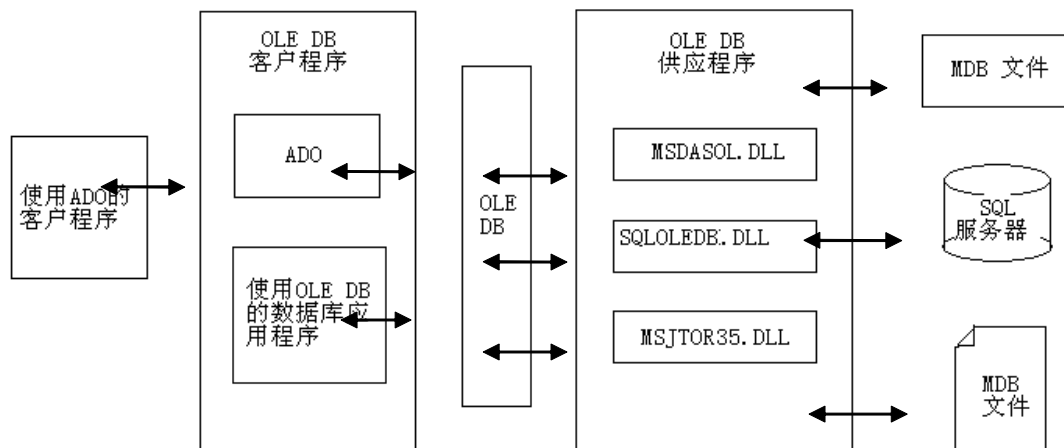 使用ADO的
客户程序
OLE DB
客户程序
ADO
使用OLE DB
的数据库应
用程序
OLE
DB
OLE DB
供应程序
MSDASOL.DLL
SQLOLEDB.DLL
MSJTOR35.DLL
MDB 文件
SQL
服务器
MDB
文件